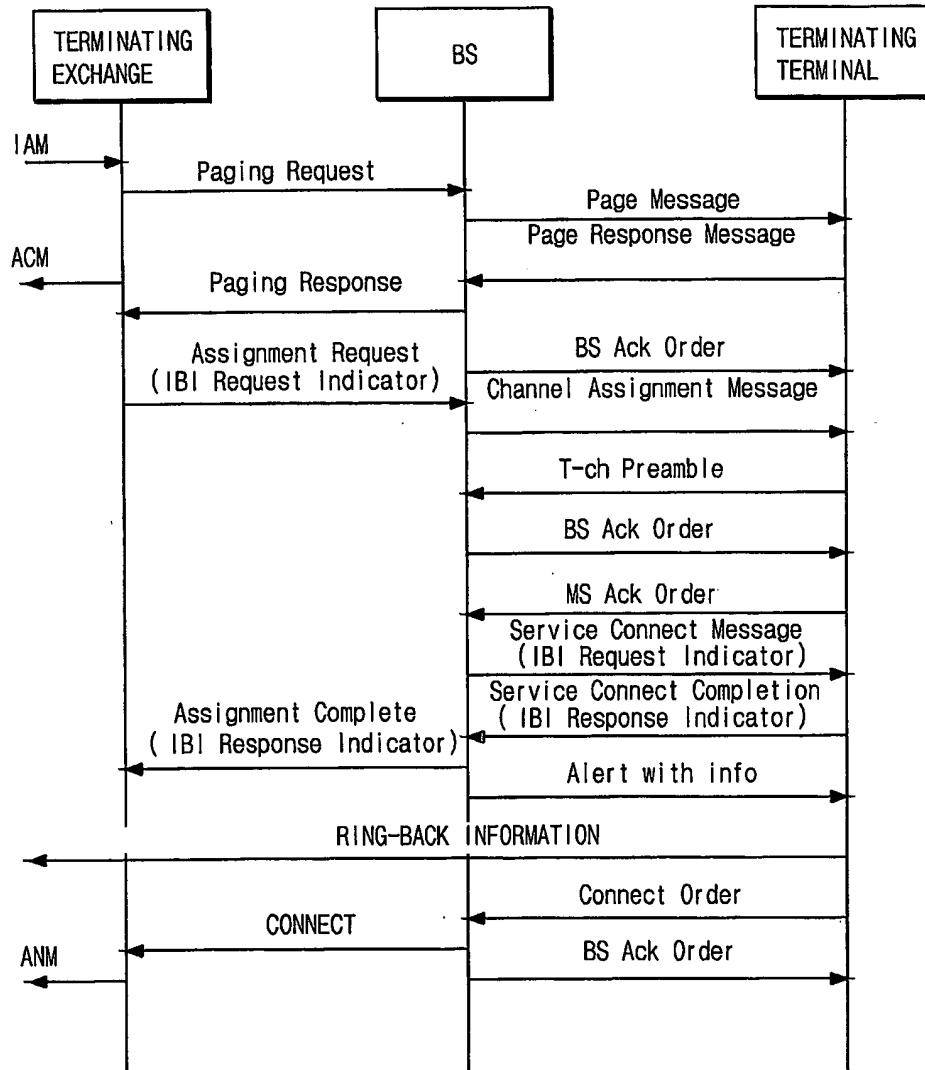 TERMINATING
EXCHANGE
BS
TERMINATING
TERMINAL
IAM
Paging Request
Page Message
Page Response Message
ACM
Paging Response
Assignment Request
(IBI Request Indicator)
BS Ack Order
Channel Assignment Message
T-ch Preamble
BS Ack Order
MS Ack Order
Service Connect Message
(IBI Request Indicator)
Service Connect Completion
(IBI Response Indicator)
Assignment Complete
(IBI Response Indicator)
Alert with info
RING-BACK INFORMATION
Connect Order
CONNECT
BS Ack Order
ANM